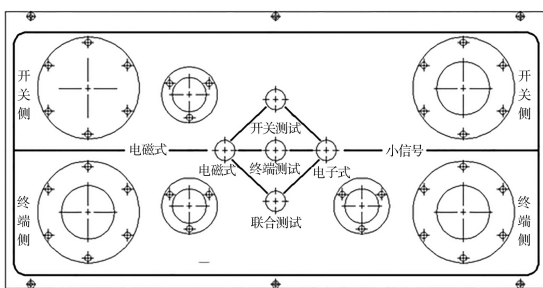 开关侧
开关侧
开关测试
电磁式
小信号
电磁式
终端测试
电子式
终端侧
终端侧
联合测试